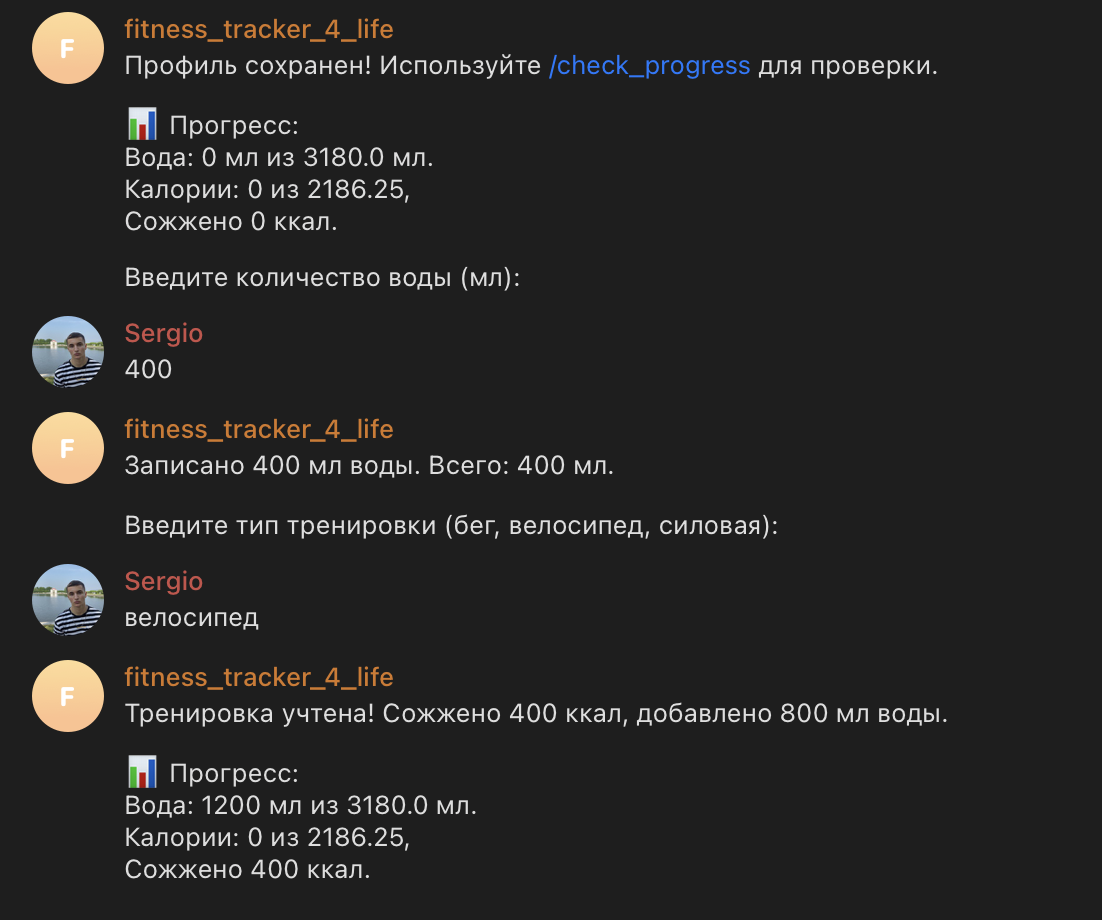 fitness_tracker_4_life
F
Профиль сохранен! Используйте /check_progress для проверки.
Прогресс:
Вода: 0 мл из 3180.0 мл.
Калории: 0 из 2186.25,
Сожжено 0 ккал.
Введите количество воды (мл):
Sergio
400
fitness_tracker_4_life
F
Записано 400 мл воды. Всего: 400 мл.
Введите тип тренировки (бег, велосипед, силовая):
Sergio
велосипед
fitness_tracker_4_life
F
Тренировка учтена! Сожжено 400 ккал, добавлено 800 мл воды.
Прогресс:
Вода: 1200 мл из 3180.0 мл.
Калории: 0 из 2186.25,
Сожжено 400 ккал.